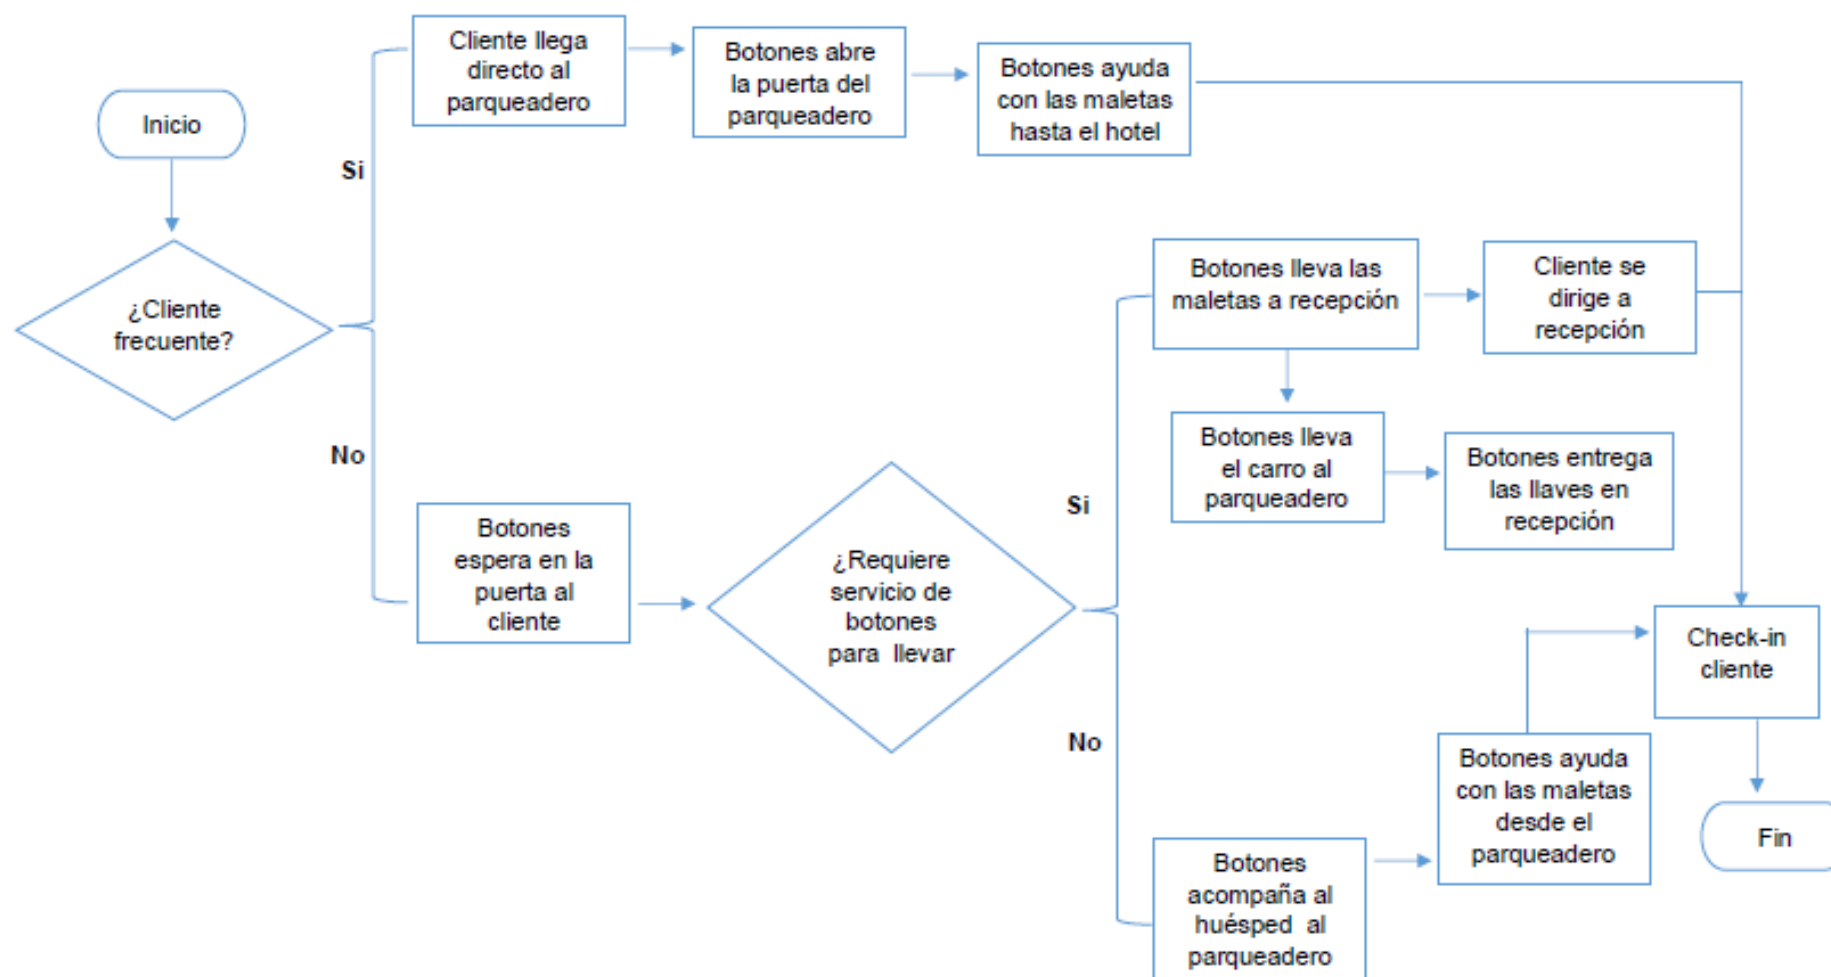 Inicio
¿Cliente
frecuente?
Si
Cliente llega
directo al
parqueadero
Botones abre
la puerta del
parqueadero
Botones ayuda
con las maletas
hasta el hotel
No
Botones
espera en la
puerta al
cliente
¿Requiere
servicio de
botones
para llevar
Si
Botones lleva las
maletas a recepción
Cliente se
dirige a
recepción
Botones lleva
el carro al
parqueadero
Botones entrega
las llaves en
recepción
No
Botones
acompaña al
huésped al
parqueadero
Botones ayuda
con las maletas
desde el
parqueadero
Check-in
cliente
Fin